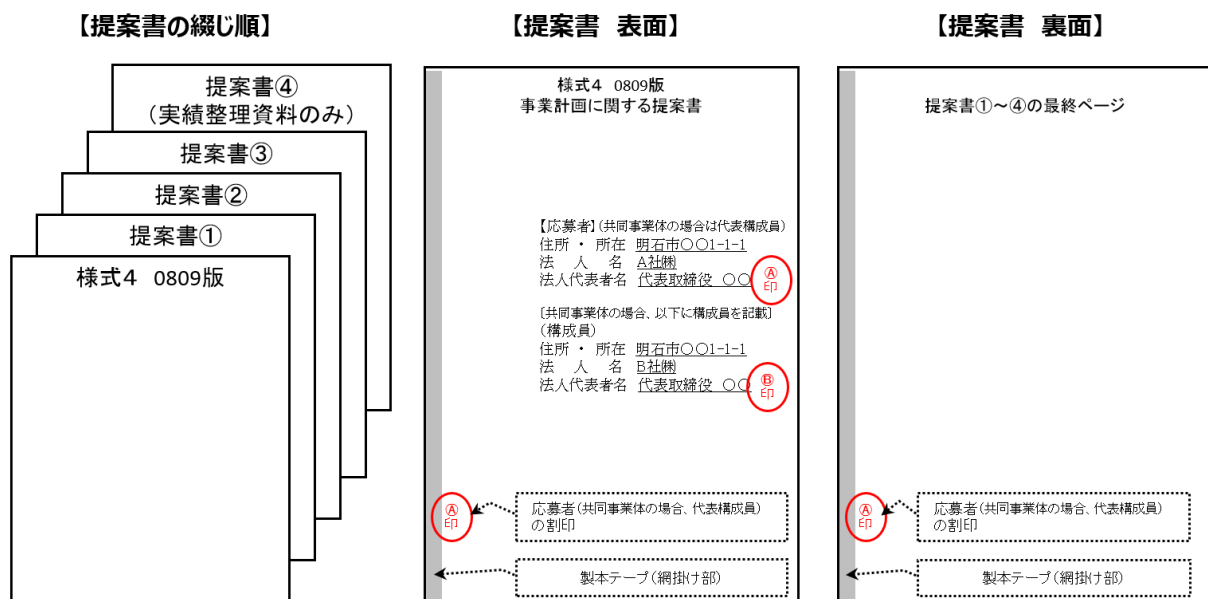 【提案書の綴じ順】
提案書④
(実績整理資料のみ)
提案書③
提案書②
提案書①
様式4 0809版
【提案書 表面】
様式4 0809版
事業計画に関する提案書
【応募者】(共同事業体の場合は代表構成員)
住所・所在 明石市〇〇1-1-1
法人名 A社㈱
法人代表者名 代表取締役 〇〇
Ⓐ
印
〔共同事業体の場合、以下に構成員を記載〕
(構成員)
住所・所在 明石市〇〇1-1-1
法人名 B社㈱
法人代表者名 代表取締役 〇〇
Ⓑ
印
Ⓐ
印
応募者(共同事業体の場合、代表構成員)
の割印
製本テープ(網掛け部)
【提案書 裏面】
提案書①~④の最終ページ
Ⓐ
印
応募者(共同事業体の場合、代表構成員)
の割印
製本テープ(網掛け部)